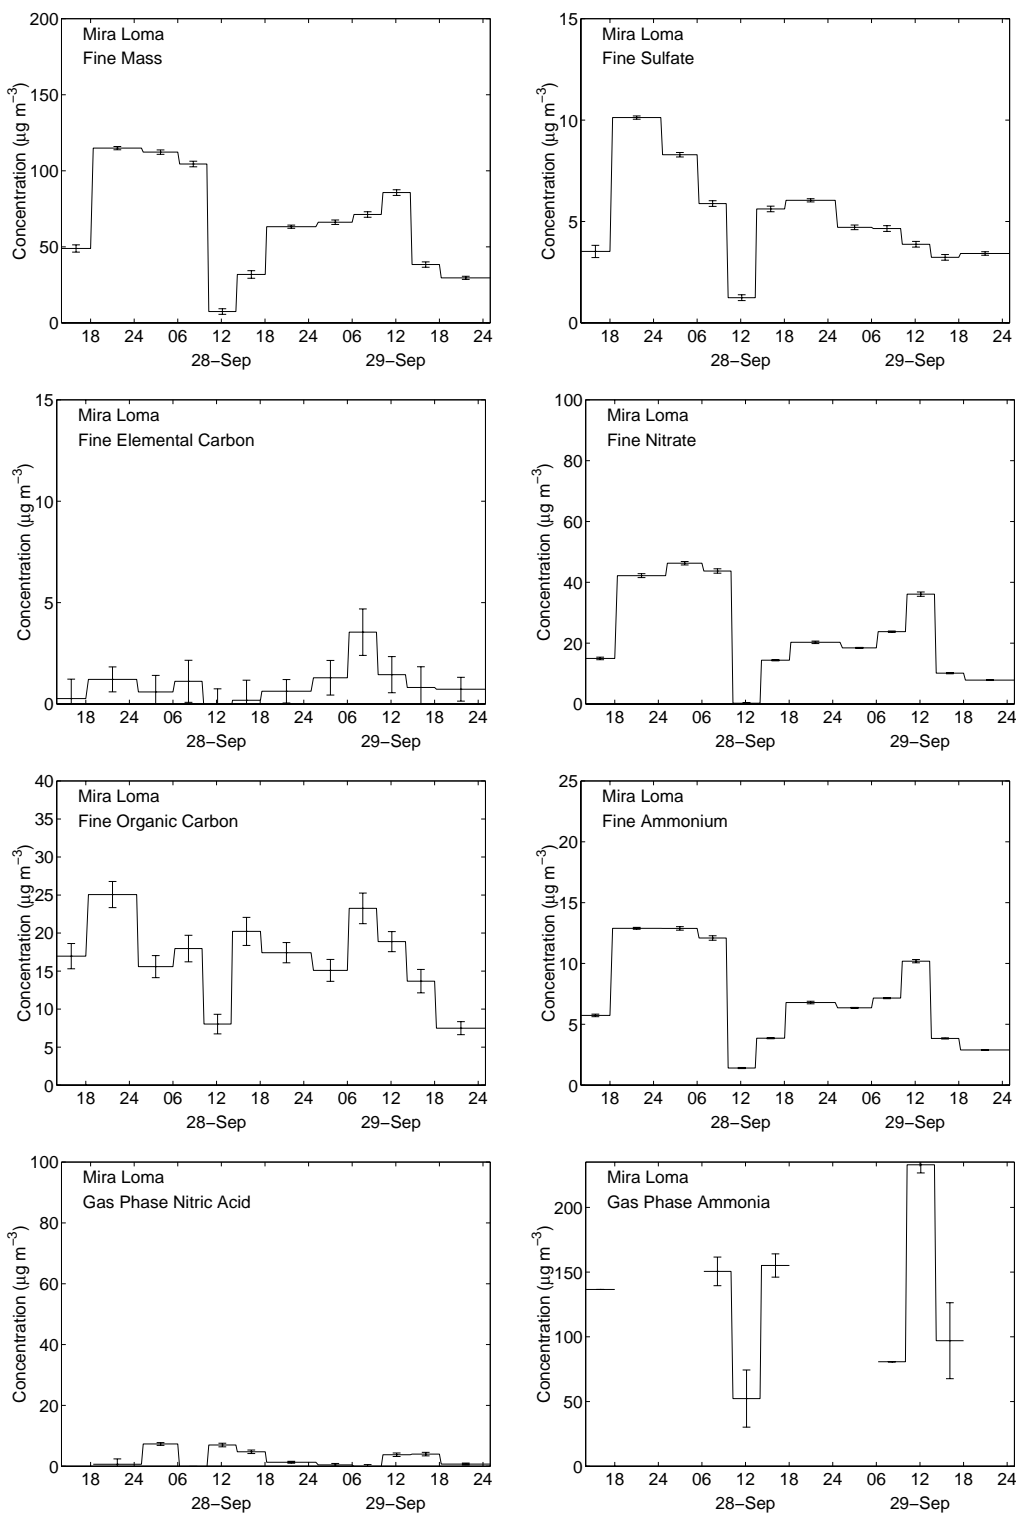 Mira Loma
Fine Mass
Concentration (μg m−3)
200
150
100
50
0
18 24 06 12 18 24 06 12 18 24
28−Sep 29−Sep
Mira Loma
Fine Sulfate
Concentration (μg m−3)
15
10
5
0
18 24 06 12 18 24 06 12 18 24
28−Sep 29−Sep
Mira Loma
Fine Elemental Carbon
Concentration (μg m−3)
15
10
5
0
18 24 06 12 18 24 06 12 18 24
28−Sep 29−Sep
Mira Loma
Fine Nitrate
Concentration (μg m−3)
100
80
60
40
20
0
18 24 06 12 18 24 06 12 18 24
28−Sep 29−Sep
Mira Loma
Fine Organic Carbon
Concentration (μg m−3)
40
35
30
25
20
15
10
5
0
18 24 06 12 18 24 06 12 18 24
28−Sep 29−Sep
Mira Loma
Fine Ammonium
Concentration (μg m−3)
25
20
15
10
5
0
18 24 06 12 18 24 06 12 18 24
28−Sep 29−Sep
Mira Loma
Gas Phase Nitric Acid
Concentration (μg m−3)
100
80
60
40
20
0
18 24 06 12 18 24 06 12 18 24
28−Sep 29−Sep
Mira Loma
Gas Phase Ammonia
Concentration (μg m−3)
200
150
100
50
0
18 24 06 12 18 24 06 12 18 24
28−Sep 29−Sep